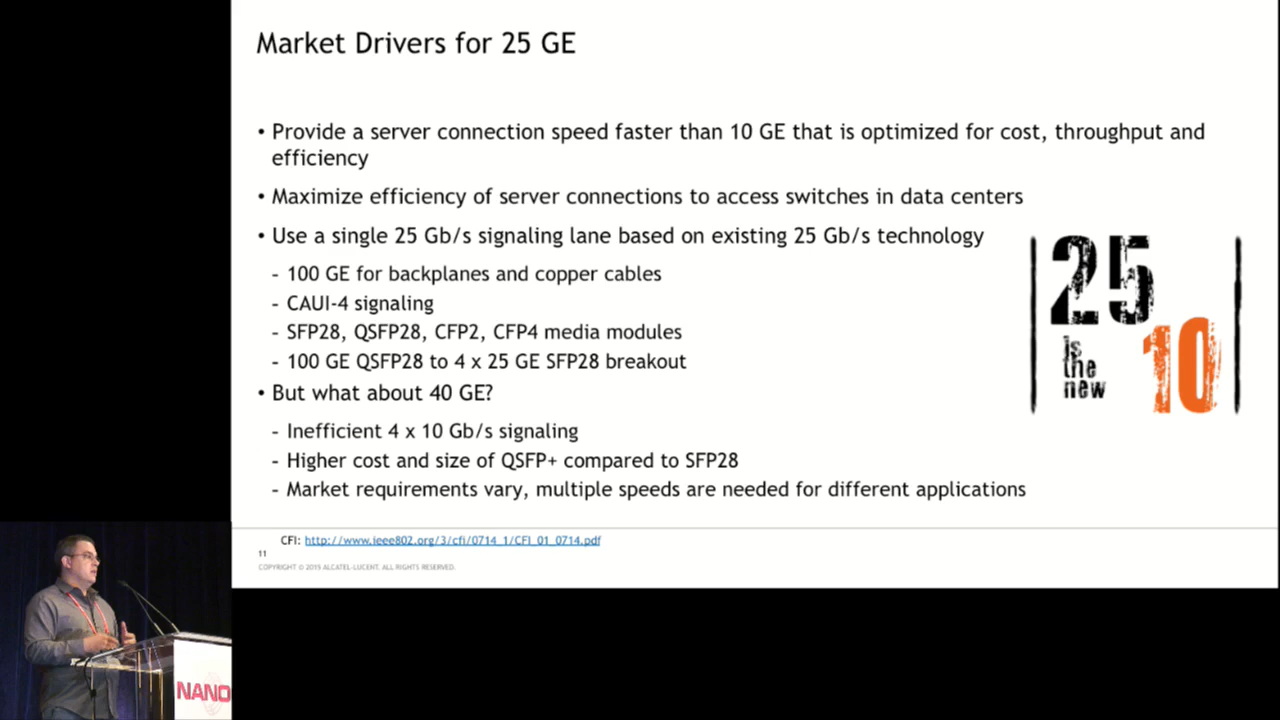 Market Drivers for 25 GE
• Provide a server connection speed faster than 10 GE that is optimized for cost, throughput and
efficiency
• Maximize efficiency of server connections to access switches in data centers
• Use a single 25 Gb/s signaling lane based on existing 25 Gb/s technology
- 100 GE for backplanes and copper cables
- CAUI-4 signaling
- SFP28, QSFP28, CFP2, CFP4 media modules
- 100 GE QSFP28 to 4 x 25 GE SFP28 breakout
• But what about 40 GE?
- Inefficient 4 x 10 Gb/s signaling
- Higher cost and size of QSFP+ compared to SFP28
- Market requirements vary, multiple speeds are needed for different applications
25
is
the
new
10
CFI: http://www.ieee802.org/3/cfi/0714_1/CFI_01_0714.pdf
11
COPYRIGHT © 2015 ALCATEL-LUCENT. ALL RIGHTS RESERVED.
NANO